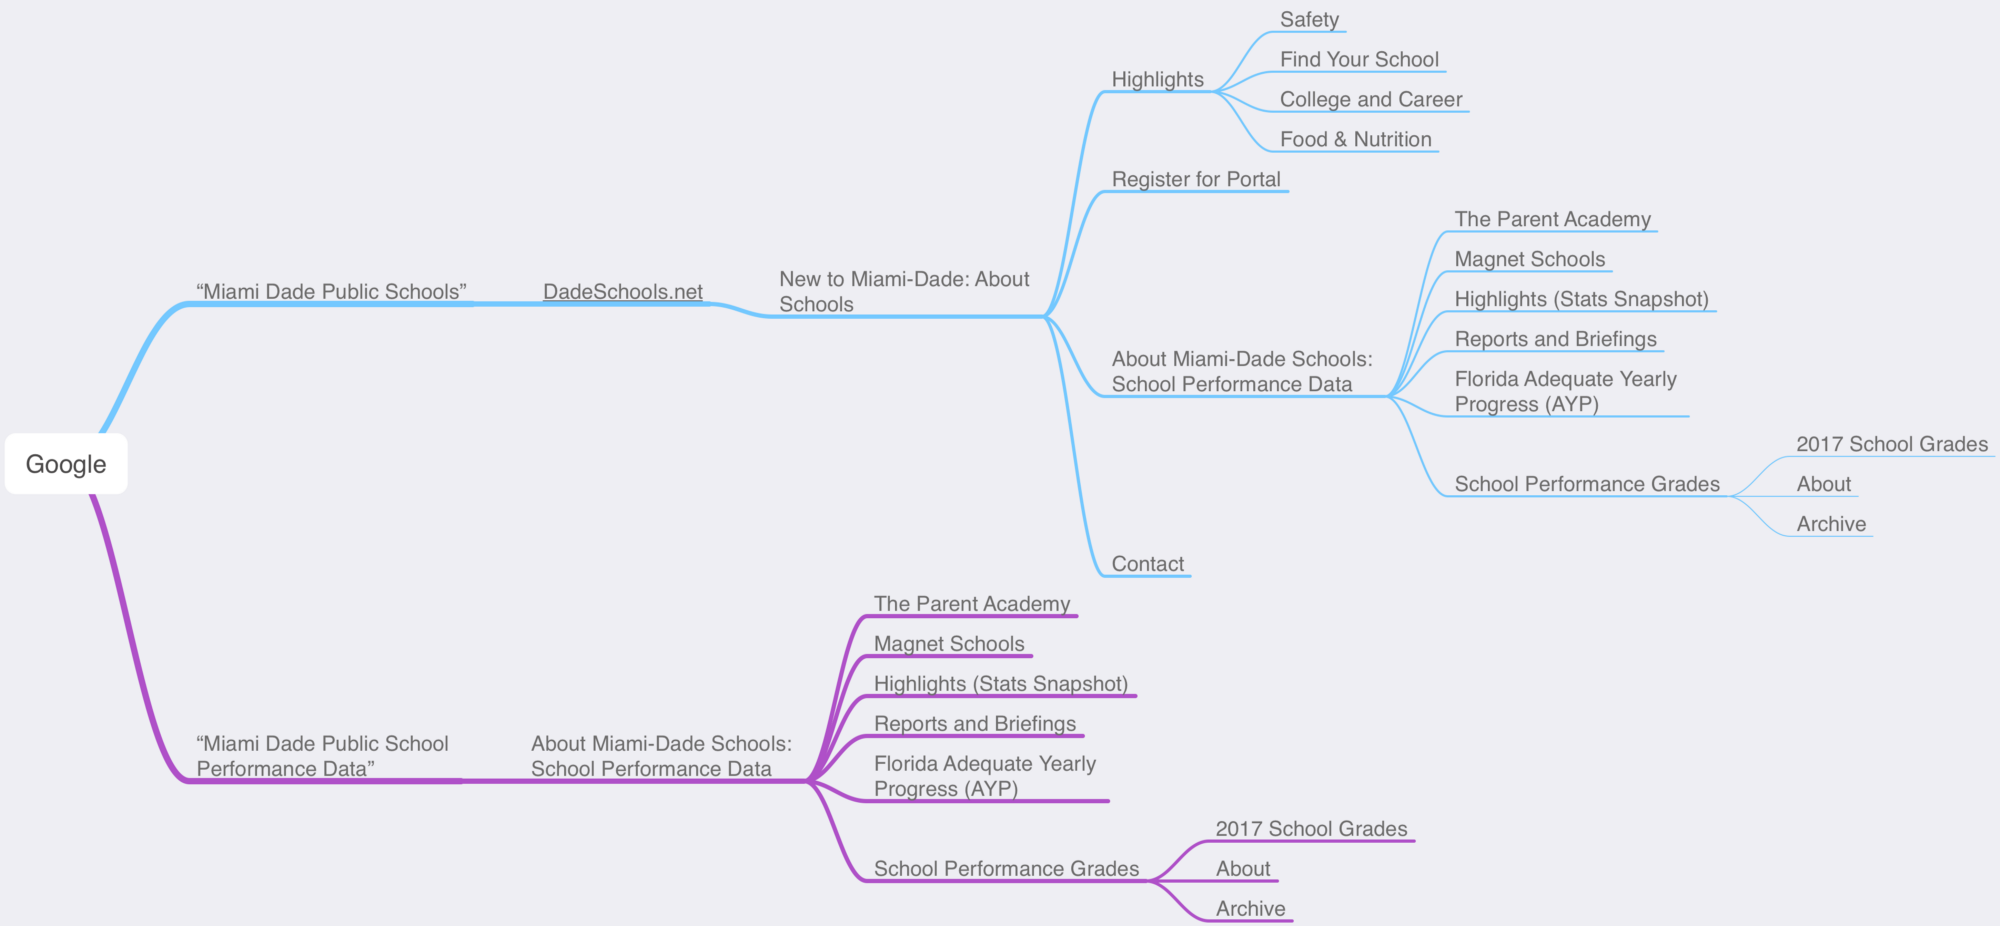 Safety
Find Your School
Highlights
College and Career
Food & Nutrition
Register for Portal
The Parent Academy
Magnet Schools
“Miami Dade Public Schools”
DadeSchools.net
New to Miami-Dade: About
Schools
Highlights (Stats Snapshot)
Reports and Briefings
About Miami-Dade Schools:
School Performance Data
Florida Adequate Yearly
Progress (AYP)
Google
2017 School Grades
School Performance Grades
About
Archive
Contact
The Parent Academy
Magnet Schools
Highlights (Stats Snapshot)
Reports and Briefings
“Miami Dade Public School
Performance Data”
About Miami-Dade Schools:
School Performance Data
Florida Adequate Yearly
Progress (AYP)
2017 School Grades
School Performance Grades
About
Archive